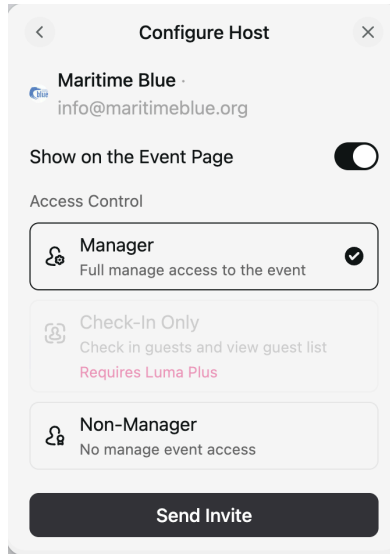 Configure Host
blue
Maritime Blue ·
info@maritimeblue.org
Show on the Event Page
Access Control
Manager
Full manage access to the event
Check-In Only
Check in guests and view guest list
Requires Luma Plus
Non-Manager
No manage event access
Send Invite